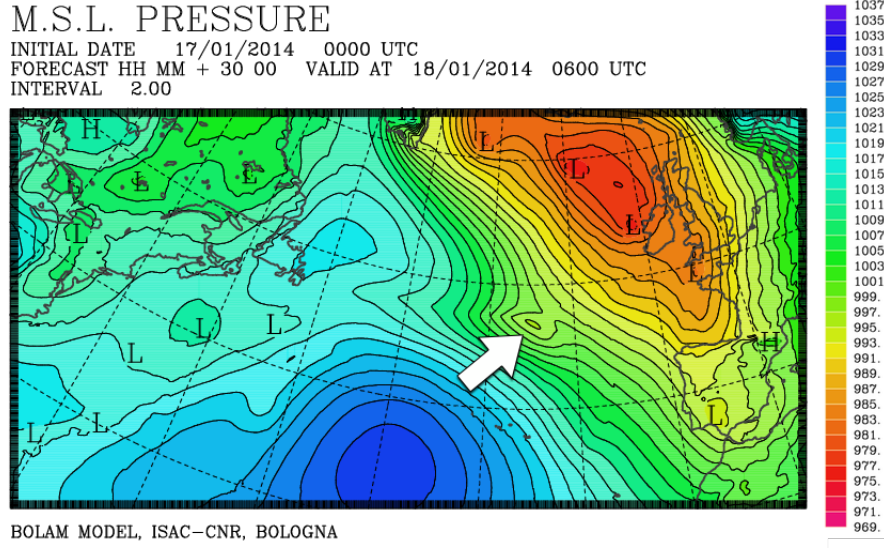 M.S.L. PRESSURE
INITIAL DATE 17/01/2014 0000 UTC
FORECAST HH MM + 30 00 VALID AT 18/01/2014 0600 UTC
INTERVAL 2.00
H
L
L
L
L
L
L
L
L
L
L
L
H
L
L
L
L
1037
1035
1033
1031
1029
1027
1025
1023
1021
1019
1017
1015
1013
1011
1009
1007
1005
1003
1001
999.
997.
995.
993.
991.
989.
987.
985.
983.
981.
979.
977.
975.
973.
971.
969.
BOLAM MODEL, ISAC-CNR, BOLOGNA